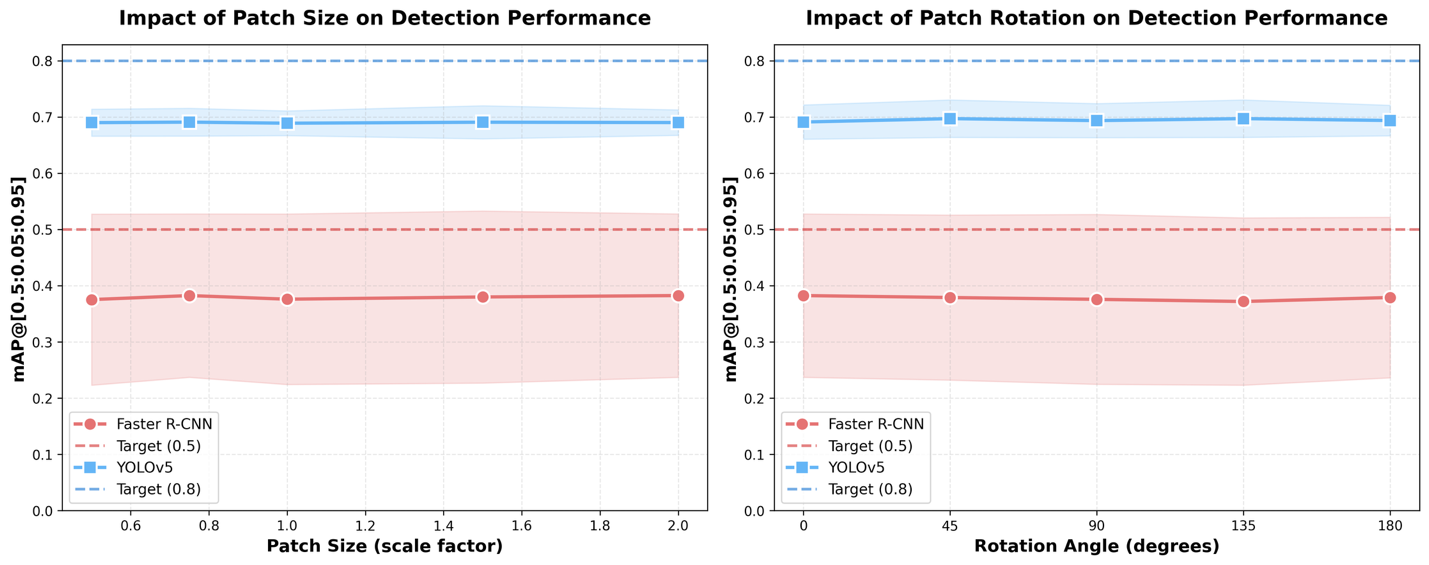 Impact of Patch Size on Detection Performance
mAP@[0.5:0.05:0.95]
0.8
0.7
0.6
0.5
0.4
0.3
0.2
0.1
0.0
Faster R-CNN
Target (0.5)
YOLOv5
Target (0.8)
0.6
0.8
1.0
1.2
1.4
1.6
1.8
2.0
Patch Size (scale factor)
Impact of Patch Rotation on Detection Performance
mAP@[0.5:0.05:0.95]
0.8
0.7
0.6
0.5
0.4
0.3
0.2
0.1
0.0
Faster R-CNN
Target (0.5)
YOLOv5
Target (0.8)
0
45
90
135
180
Rotation Angle (degrees)